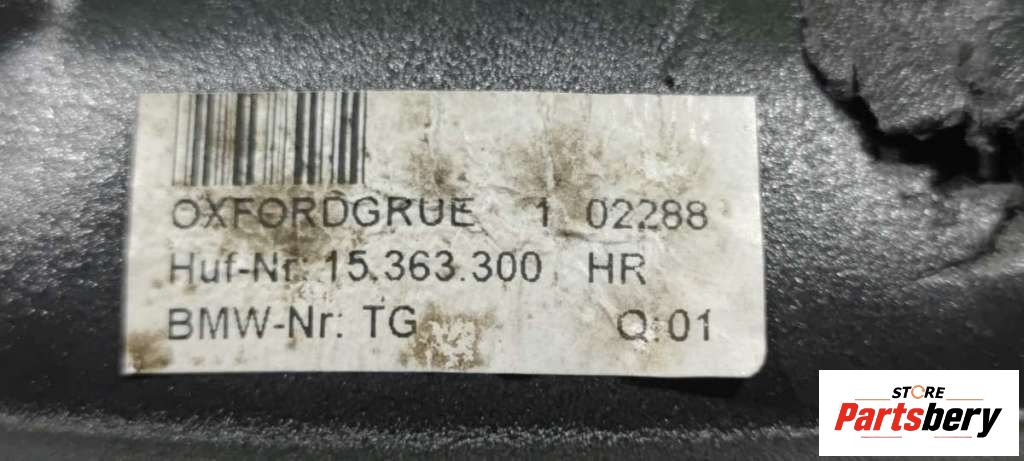 OXFORDGRUE 1 02288
Huf-Nr: 15.363.300 HR
BMW-Nr: TG Q:01
STORE
Partsbery